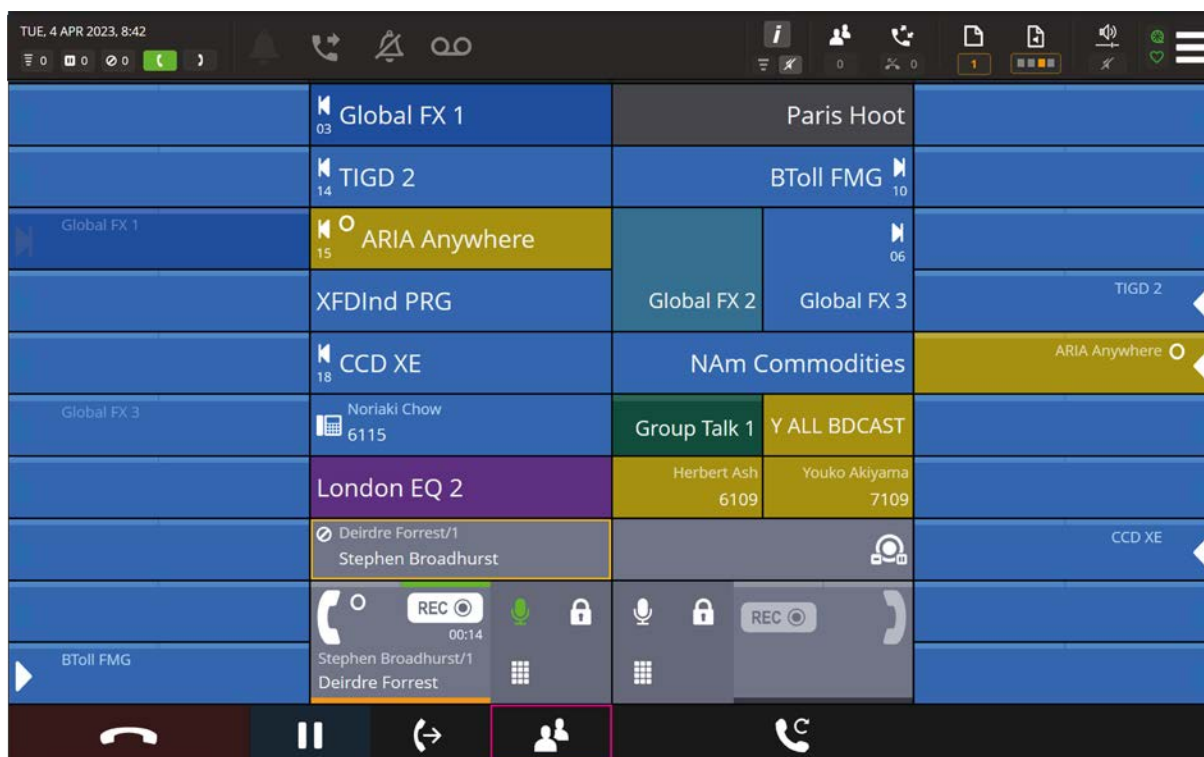 TUE, 4 APR 2023, 8:42
0 0 0
i
0
0
1
03 Global FX 1
Paris Hoot
14 TIGD 2
BToll FMG 10
Global FX 1
15 ARIA Anywhere
06
XFDInd PRG
Global FX 2
Global FX 3
TIGD 2
18 CCD XE
NAm Commodities
ARIA Anywhere
Global FX 3
Noriaki Chow
6115
Group Talk 1
Y ALL BDCAST
London EQ 2
Herbert Ash
6109
Youko Akiyama
7109
Deirdre Forrest/1
Stephen Broadhurst
CCD XE
REC
00:14
Stephen Broadhurst/1
Deirdre Forrest
REC
BToll FMG